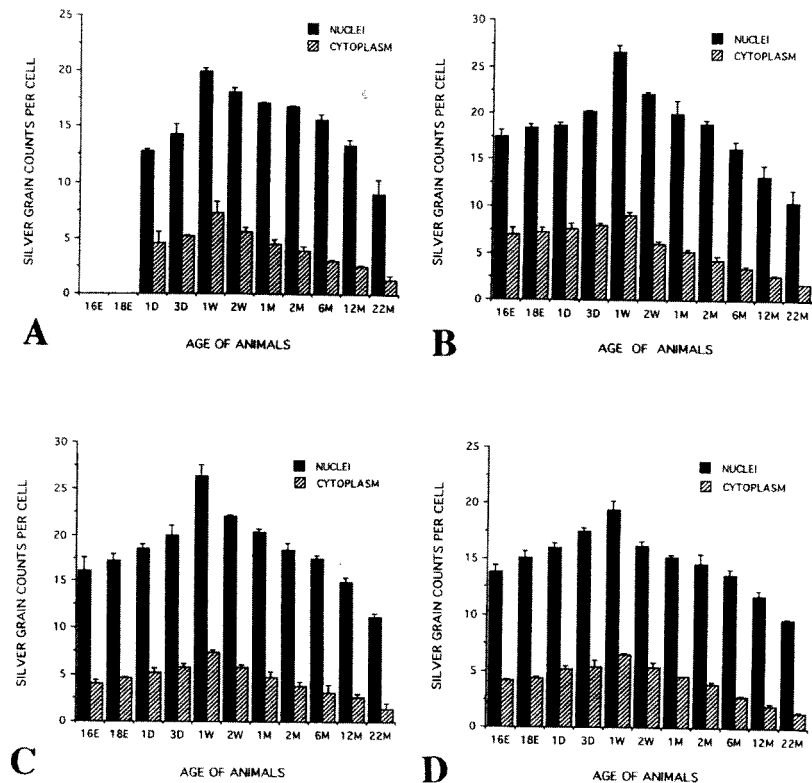 SILVER GRAIN COUNTS PER CELL
25
20
15
10
5
0
NUCLEI
CYTOPLASM
16E 18E 1D 3D 1W 2W 1M 2M 6M 12M 22M
AGE OF ANIMALS
A
SILVER GRAIN COUNTS PER CELL
30
25
20
15
10
5
0
NUCLEI
CYTOPLASM
16E 18E 1D 3D 1W 2W 1M 2M 6M 12M 22M
AGE OF ANIMALS
B
SILVER GRAIN COUNTS PER CELL
30
25
20
15
10
5
0
NUCLEI
CYTOPLASM
16E 18E 1D 3D 1W 2W 1M 2M 6M 12M 22M
AGE OF ANIMALS
C
SILVER GRAIN COUNTS PER CELL
25
20
15
10
5
0
NUCLEI
CYTOPLASM
16E 18E 1D 3D 1W 2W 1M 2M 6M 12M 22M
AGE OF ANIMALS
D